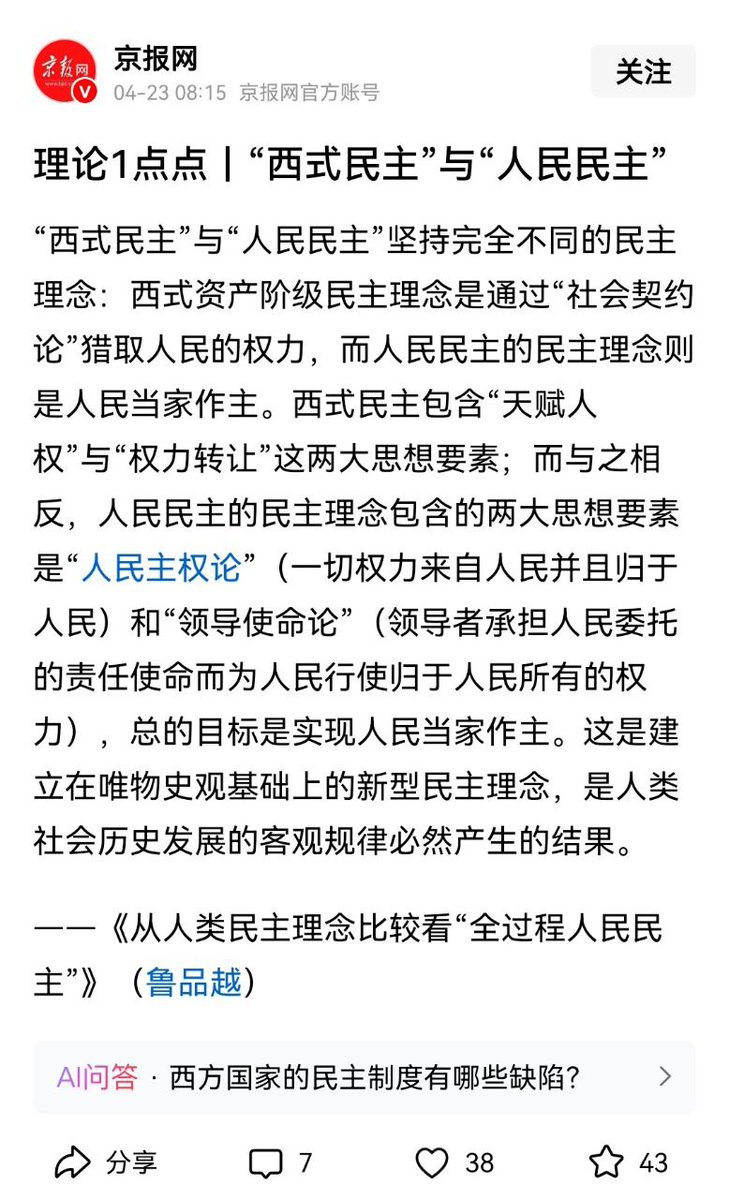 京报网
京报网
关注
04-23 08:15 京报网官方账号
理论1点点丨“西式民主”与“人民民主”
“西式民主”与“人民民主”坚持完全不同的民主
理念：西式资产阶级民主理念是通过“社会契约
论”猎取人民的权力，而人民民主的民主理念则
是人民当家作主。西式民主包含“天赋人
权”与“权力转让”这两大思想要素；而与之相
反，人民民主的民主理念包含的两大思想要素
是“人民主权论”（一切权力来自人民并且归于
人民）和“领导使命论”（领导者承担人民委托
的责任使命而为人民行使归于人民所有的权
力），总的目标是实现人民当家作主。这是建
立在唯物史观基础上的新型民主理念，是人类
社会历史发展的客观规律必然产生的结果。
——《从人类民主理念比较看“全过程人民民
主”》（鲁品越）
AI问答 · 西方国家的民主制度有哪些缺陷？
分享
7
38
43